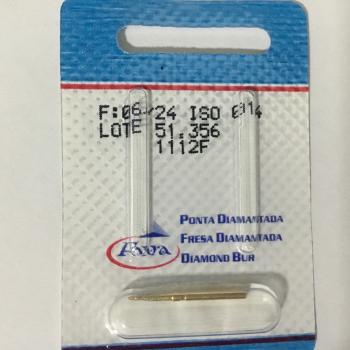 F:06/24 ISO 014
LOTE 51.356
1112F
PONTA DIAMANTADA
FRESA DIAMANTADA
DIAMOND BUR